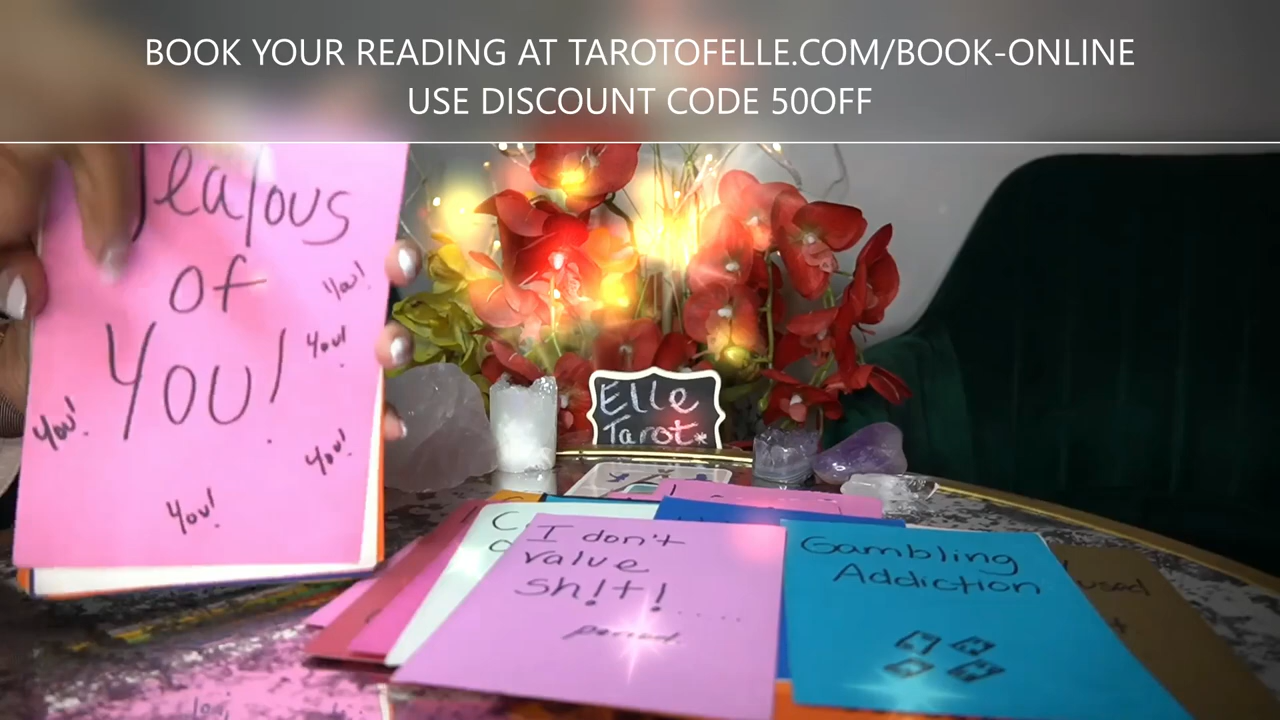 BOOK YOUR READING AT TAROTOFELLE.COM/BOOK-ONLINE
USE DISCOUNT CODE 50OFF
Jealous
of
You!
You!
You!
You!
You!
You!
Elle
Tarot*
I don't
value
sh!t!.....
period.
Gambling
Addiction